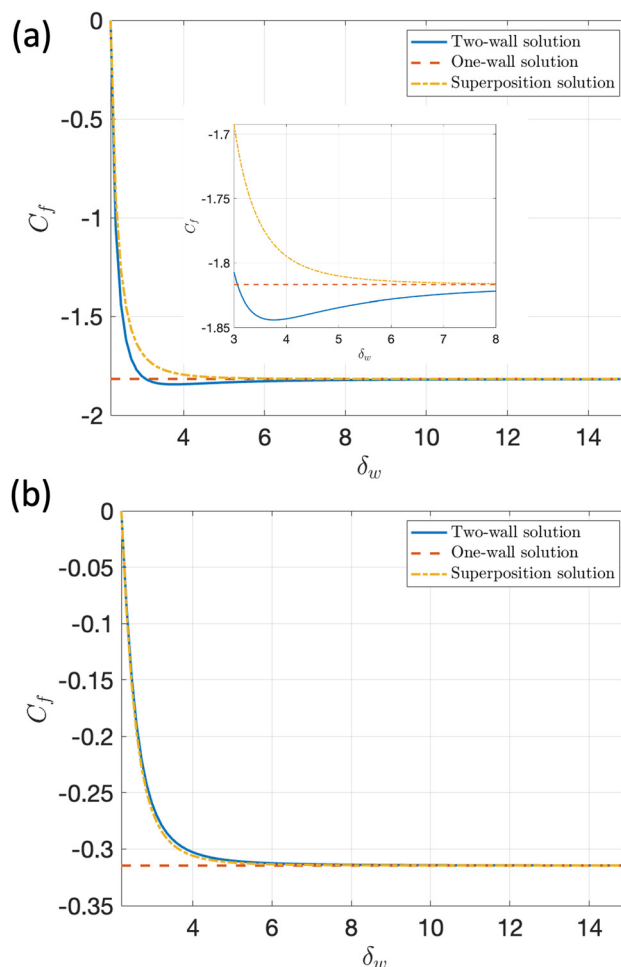 (a)
0
-0.5
-1
-1.5
-2
C_f
4 6 8 10 12 14
δ_w
Two-wall solution
One-wall solution
Superposition solution
-1.7
-1.75
-1.8
-1.85
C_f
3 4 5 6 7 8
δ_w
(b)
0
-0.05
-0.1
-0.15
-0.2
-0.25
-0.3
-0.35
C_f
4 6 8 10 12 14
δ_w
Two-wall solution
One-wall solution
Superposition solution